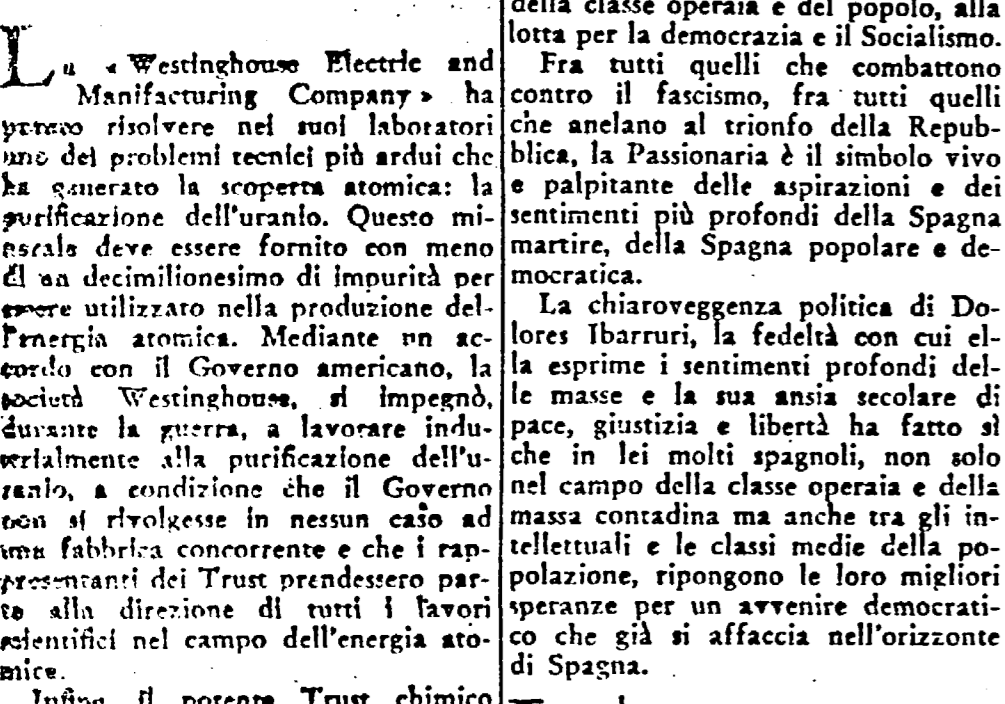 La « Westinghouse Electric and
Manifacturing Company » ha
potuto risolvere nei suoi laboratori
uno dei problemi tecnici più ardui che
ha generato la scoperta atomica: la
purificazione dell'uranio. Questo mi-
nerale deve essere fornito con meno
di un decimilionesimo di impurità per
essere utilizzato nella produzione del-
l'energia atomica. Mediante un ac-
cordo con il Governo americano, la
società Westinghouse, si impegnò,
durante la guerra, a lavorare indu-
strialmente alla purificazione dell'u-
ranio, a condizione che il Governo
non si rivolgesse in nessun caso ad
una fabbrica concorrente e che i rap-
presentanti dei Trust prendessero par-
te alla direzione di tutti i lavori
scientifici nel campo dell'energia ato-
mica.
Infine il potente Trust chimico
della classe operaia e del popolo, alla
lotta per la democrazia e il Socialismo.
Fra tutti quelli che combattono
contro il fascismo, fra tutti quelli
che anelano al trionfo della Repub-
blica, la Passionaria è il simbolo vivo
e palpitante delle aspirazioni e dei
sentimenti più profondi della Spagna
martire, della Spagna popolare e de-
mocratica.
La chiaroveggenza politica di Do-
lores Ibarruri, la fedeltà con cui el-
la esprime i sentimenti profondi del-
le masse e la sua ansia secolare di
pace, giustizia e libertà ha fatto sì
che in lei molti spagnoli, non solo
nel campo della classe operaia e della
massa contadina ma anche tra gli in-
tellettuali e le classi medie della po-
polazione, ripongono le loro migliori
speranze per un avvenire democrati-
co che già si affaccia nell'orizzonte
di Spagna.